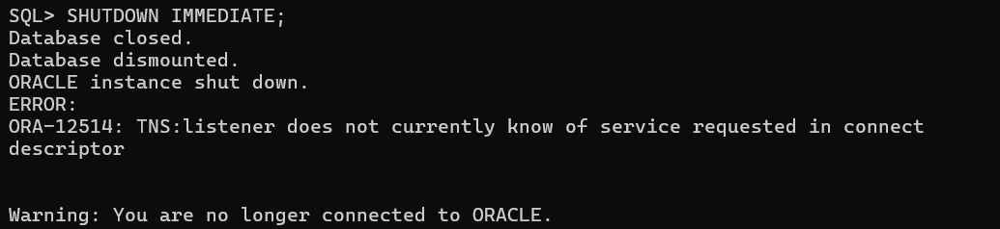 SQL> SHUTDOWN IMMEDIATE;
Database closed.
Database dismounted.
ORACLE instance shut down.
ERROR:
ORA-12514: TNS:listener does not currently know of service requested in connect
descriptor
Warning: You are no longer connected to ORACLE.